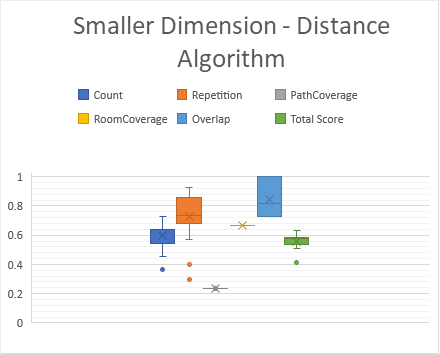 Smaller Dimension - Distance
Algorithm
Count Repetition PathCoverage
RoomCoverage Overlap Total Score
1
0.8
0.6
0.4
0.2
0